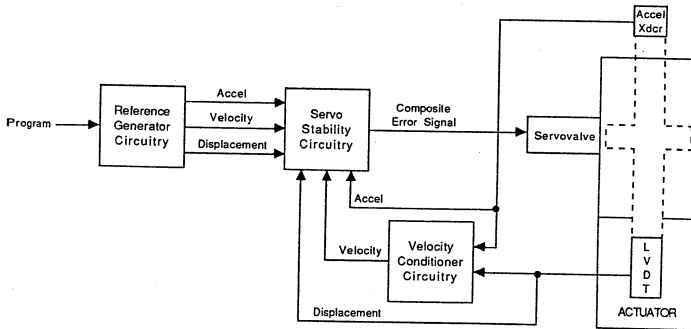 Accel
Xdcr
Program
Reference
Generator
Circuitry
Accel
Velocity
Displacement
Servo
Stability
Circuitry
Composite
Error Signal
Servovalve
Accel
Velocity
Velocity
Conditioner
Circuitry
Displacement
L
V
D
T
ACTUATOR